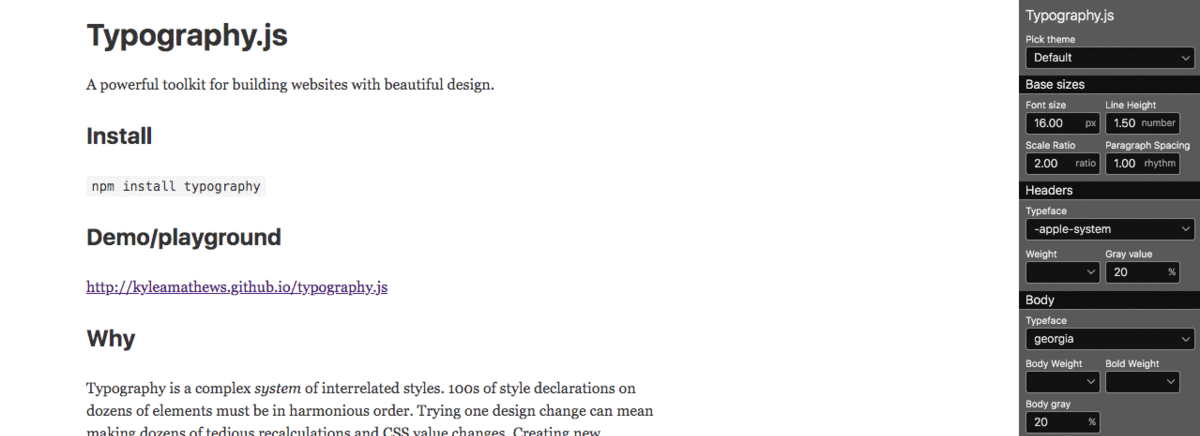 Typography.js
A powerful toolkit for building websites with beautiful design.
Install
npm install typography
Demo/playground
http://kyleamathews.github.io/typography.js
Why
Typography is a complex system of interrelated styles. 100s of style declarations on
dozens of elements must be in harmonious order. Trying one design change can mean
making dozens of tedious recalculations and CSS value changes. Creating new
Typography.js
Pick theme
Default
Base sizes
Font size Line Height
16.00 px 1.50 number
Scale Ratio Paragraph Spacing
2.00 ratio 1.00 rhythm
Headers
Typeface
-apple-system
Weight Gray value
20 %
Body
Typeface
georgia
Body Weight Bold Weight
Body gray
20 %